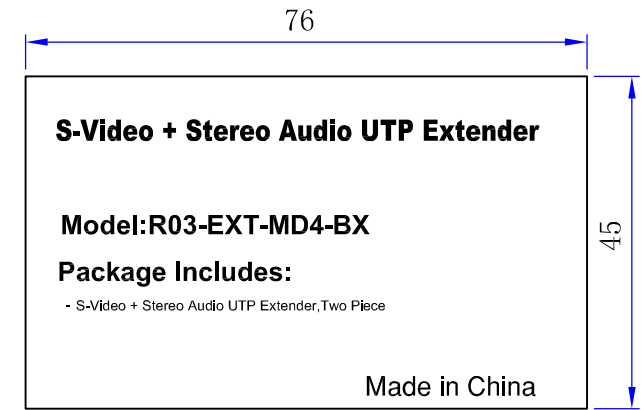 76
S-Video + Stereo Audio UTP Extender
45
Model:R03-EXT-MD4-BX
Package Includes:
- S-Video + Stereo Audio UTP Extender,Two Piece
Made in China